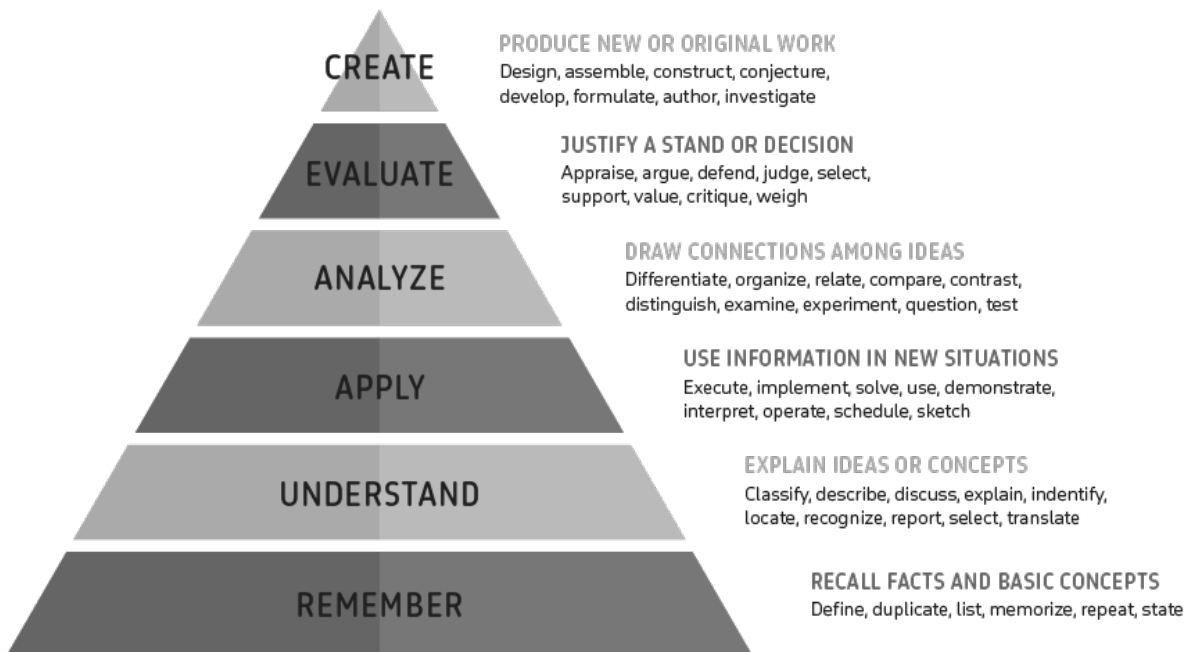 CREATE
PRODUCE NEW OR ORIGINAL WORK
Design, assemble, construct, conjecture,
develop, formulate, author, investigate
EVALUATE
JUSTIFY A STAND OR DECISION
Appraise, argue, defend, judge, select,
support, value, critique, weigh
ANALYZE
DRAW CONNECTIONS AMONG IDEAS
Differentiate, organize, relate, compare, contrast,
distinguish, examine, experiment, question, test
APPLY
USE INFORMATION IN NEW SITUATIONS
Execute, implement, solve, use, demonstrate,
interpret, operate, schedule, sketch
UNDERSTAND
EXPLAIN IDEAS OR CONCEPTS
Classify, describe, discuss, explain, indentify,
locate, recognize, report, select, translate
REMEMBER
RECALL FACTS AND BASIC CONCEPTS
Define, duplicate, list, memorize, repeat, state